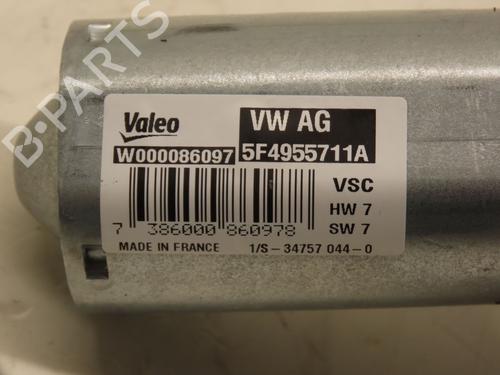 B-PARTS
Valeo
VW AG
W000086097
5F4955711A
VSC
HW 7
7 386000 860978
SW 7
MADE IN FRANCE
1/S-34757 044-0